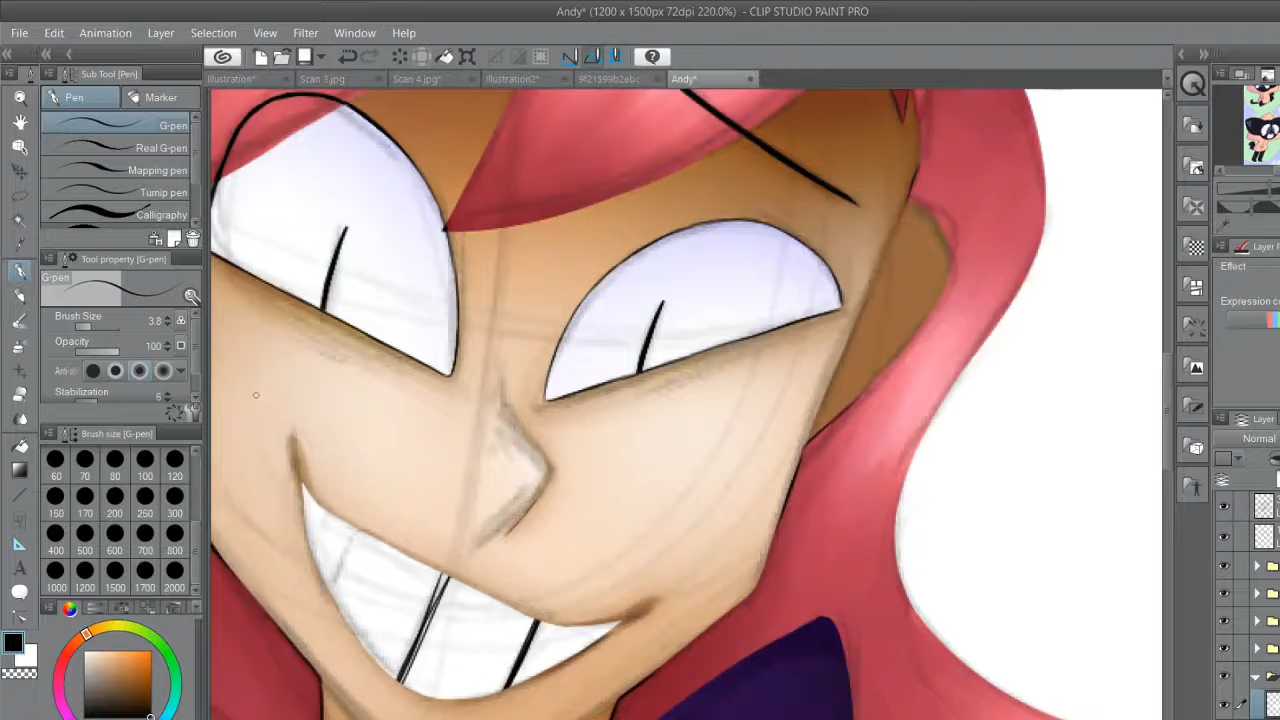 Andy* (1200 x 1500px 72dpi 220.0%) - CLIP STUDIO PAINT PRO
File Edit Animation Layer Selection View Filter Window Help
Sub Tool [Pen]
Illustration* Scan 3.jpg Scan 4.jpg* Illustration2* 9f21599b2ebc Andy*
Pen Marker
G-pen
Real G-pen
Mapping pen
Turnip pen
Calligraphy
Tool property [G-pen]
G-pen
Brush Size 3.8
Opacity 100
Anti-
Stabilization 6
Brush size [G-pen]
60 70 80 100 120
150 170 200 250 300
400 500 600 700 800
1000 1200 1500 1700 2000
Layer
Effect
Expression
Layer
Normal